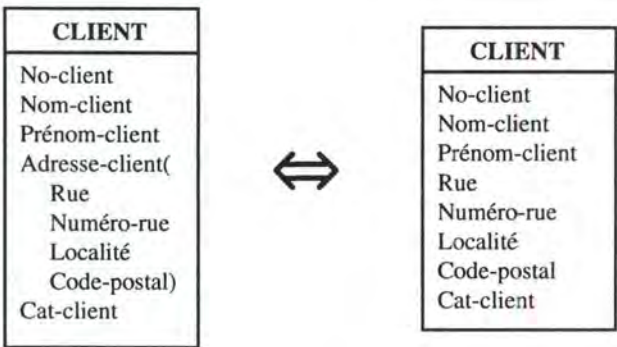 CLIENT
No-client
Nom-client
Prénom-client
Adresse-client(
Rue
Numéro-rue
Localité
Code-postal)
Cat-client
CLIENT
No-client
Nom-client
Prénom-client
Rue
Numéro-rue
Localité
Code-postal
Cat-client